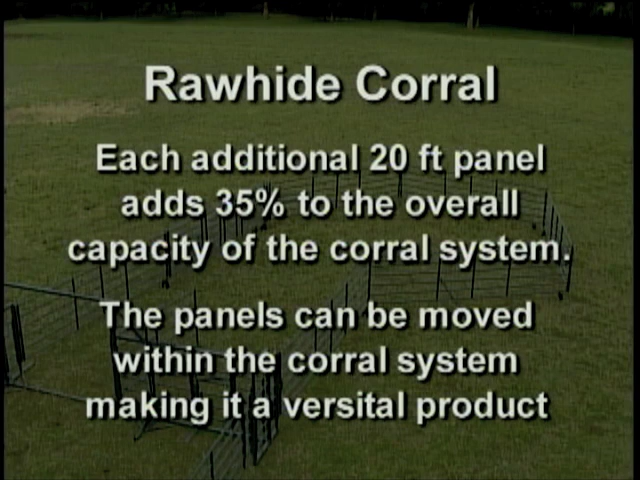 Rawhide Corral
Each additional 20 ft panel
adds 35% to the overall
capacity of the corral system.
The panels can be moved
within the corral system
making it a versital product